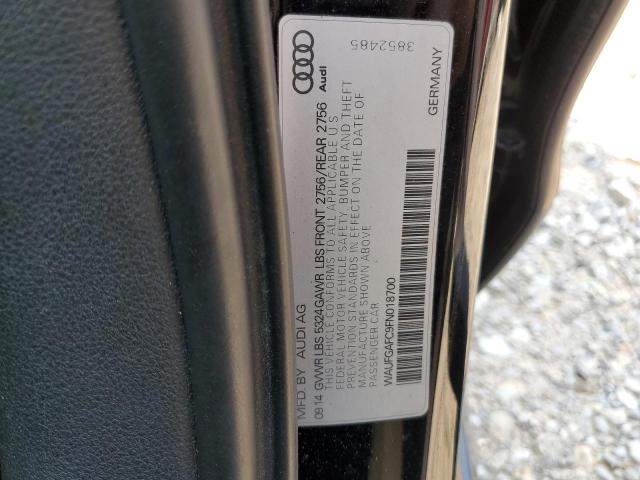 MFD. BY AUDI AG
Audi
09 14 GVWR LBS 5324GAWR LBS FRONT 2756/REAR 2756
THIS VEHICLE CONFORMS TO ALL APPLICABLE U.S.
FEDERAL MOTOR VEHICLE SAFETY, BUMPER AND THEFT
PREVENTION STANDARDS IN EFFECT ON THE DATE OF
MANUFACTURE SHOWN ABOVE
PASSENGER CAR
3852485
WAUFGAFC9FN018700
GERMANY